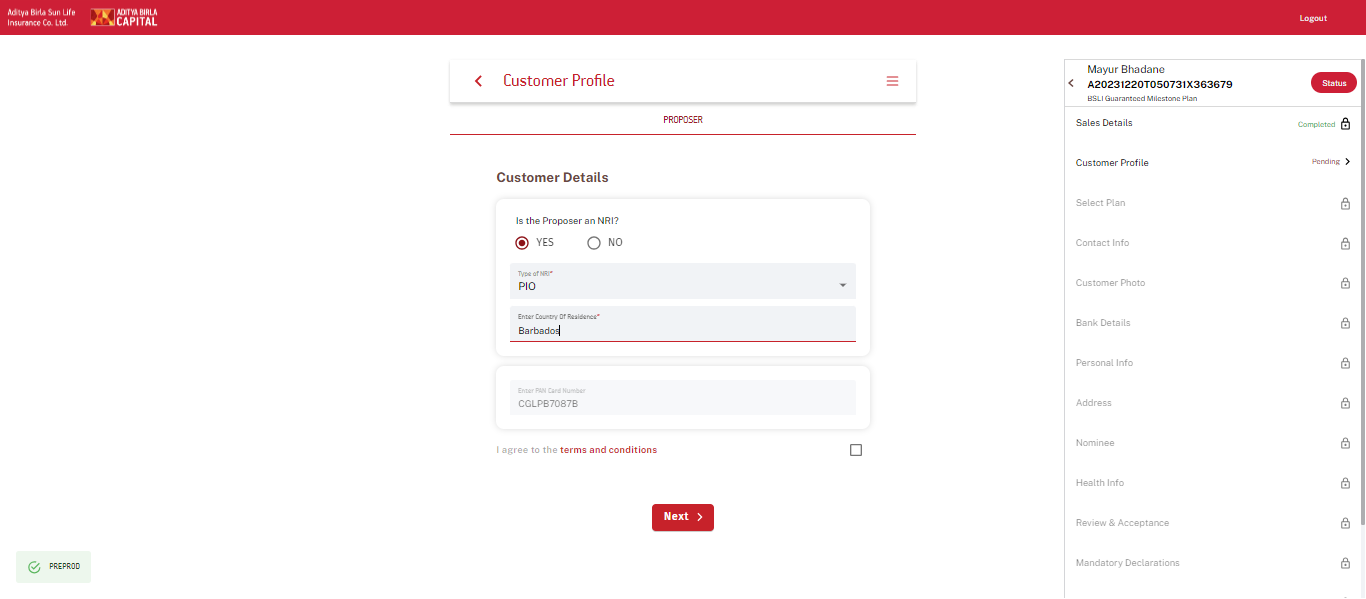 Aditya Birla Sun Life
Insurance Co. Ltd.
ADITYA BIRLA
CAPITAL
Logout
Customer Profile
PROPOSER
Customer Details
Is the Proposer an NRI?
YES
NO
Type of NRI*
PIO
Enter Country Of Residence*
Barbados
Enter PAN Card Number
CGLPB7087B
I agree to the terms and conditions
Next
PREPROD
Mayur Bhadane
A20231220T050731X363679
BSLI Guaranteed Milestone Plan
Status
Sales Details
Completed
Customer Profile
Pending
Select Plan
Contact Info
Customer Photo
Bank Details
Personal Info
Address
Nominee
Health Info
Review & Acceptance
Mandatory Declarations